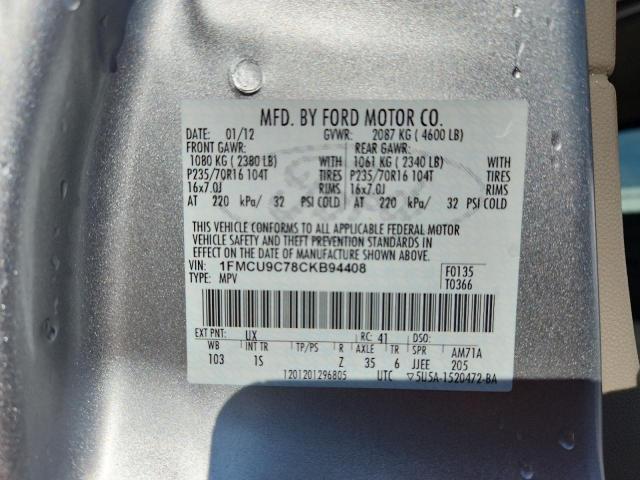 MFD. BY FORD MOTOR CO.
DATE: 01/12 GVWR: 2087 KG ( 4600 LB)
FRONT GAWR: REAR GAWR:
1080 KG ( 2380 LB) WITH 1061 KG ( 2340 LB) WITH
P235/70R16 104T TIRES P235/70R16 104T TIRES
16x7.0J RIMS 16x7.0J RIMS
AT 220 kPa/ 32 PSI COLD AT 220 kPa/ 32 PSI COLD
THIS VEHICLE CONFORMS TO ALL APPLICABLE FEDERAL MOTOR
VEHICLE SAFETY AND THEFT PREVENTION STANDARDS IN
EFFECT ON THE DATE OF MANUFACTURE SHOWN ABOVE.
VIN: 1FMCU9C78CKB94408 F0135
TYPE: MPV T0366
EXT PNT: UX RC: 41 DSO:
WB INT TR TP/PS R AXLE TR SPR AM71A
103 1S Z 35 6 JJEE 205
1201201296805 UTC ▽5U5A-1520472-BA